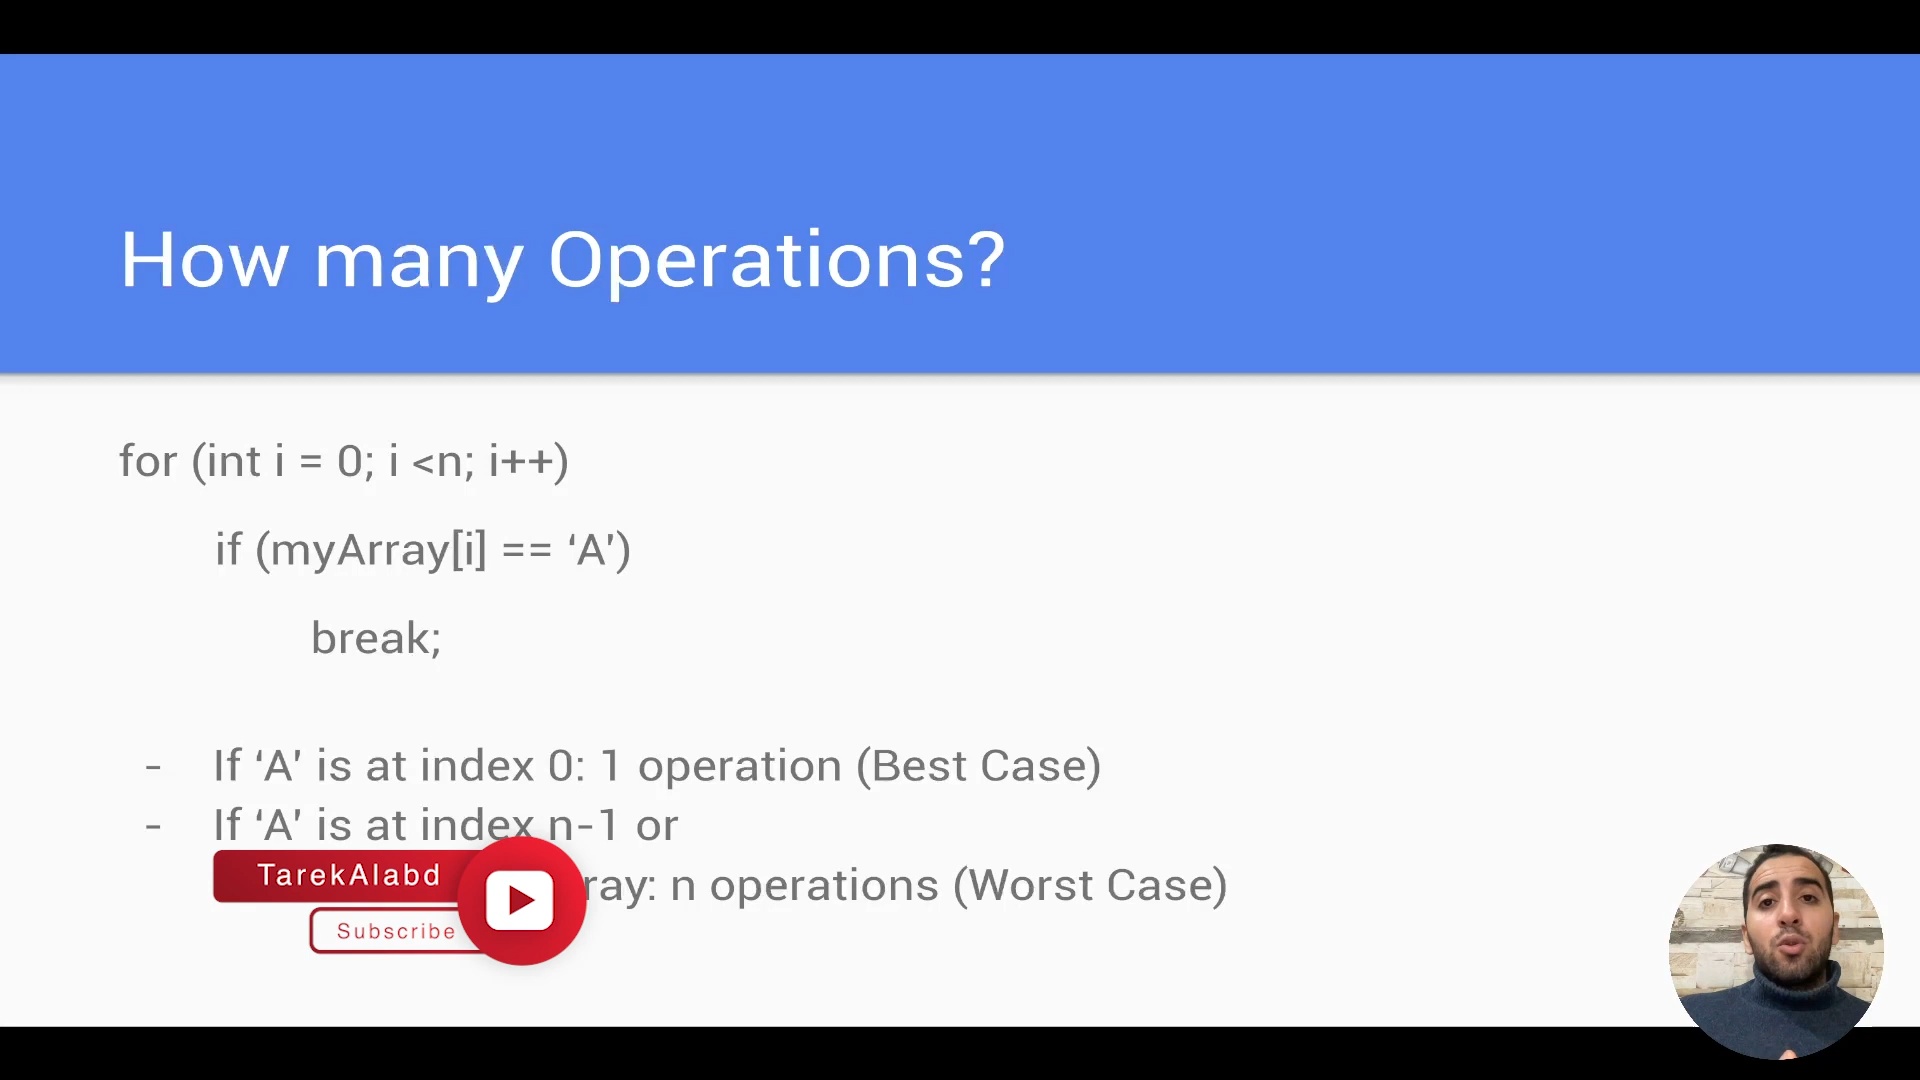 How many Operations?
for (int i = 0; i <n; i++)
if (myArray[i] == ‘A’)
break;
- If ‘A’ is at index 0: 1 operation (Best Case)
- If ‘A’ is at index n-1 or
ray: n operations (Worst Case)
TarekAlabd
Subscribe